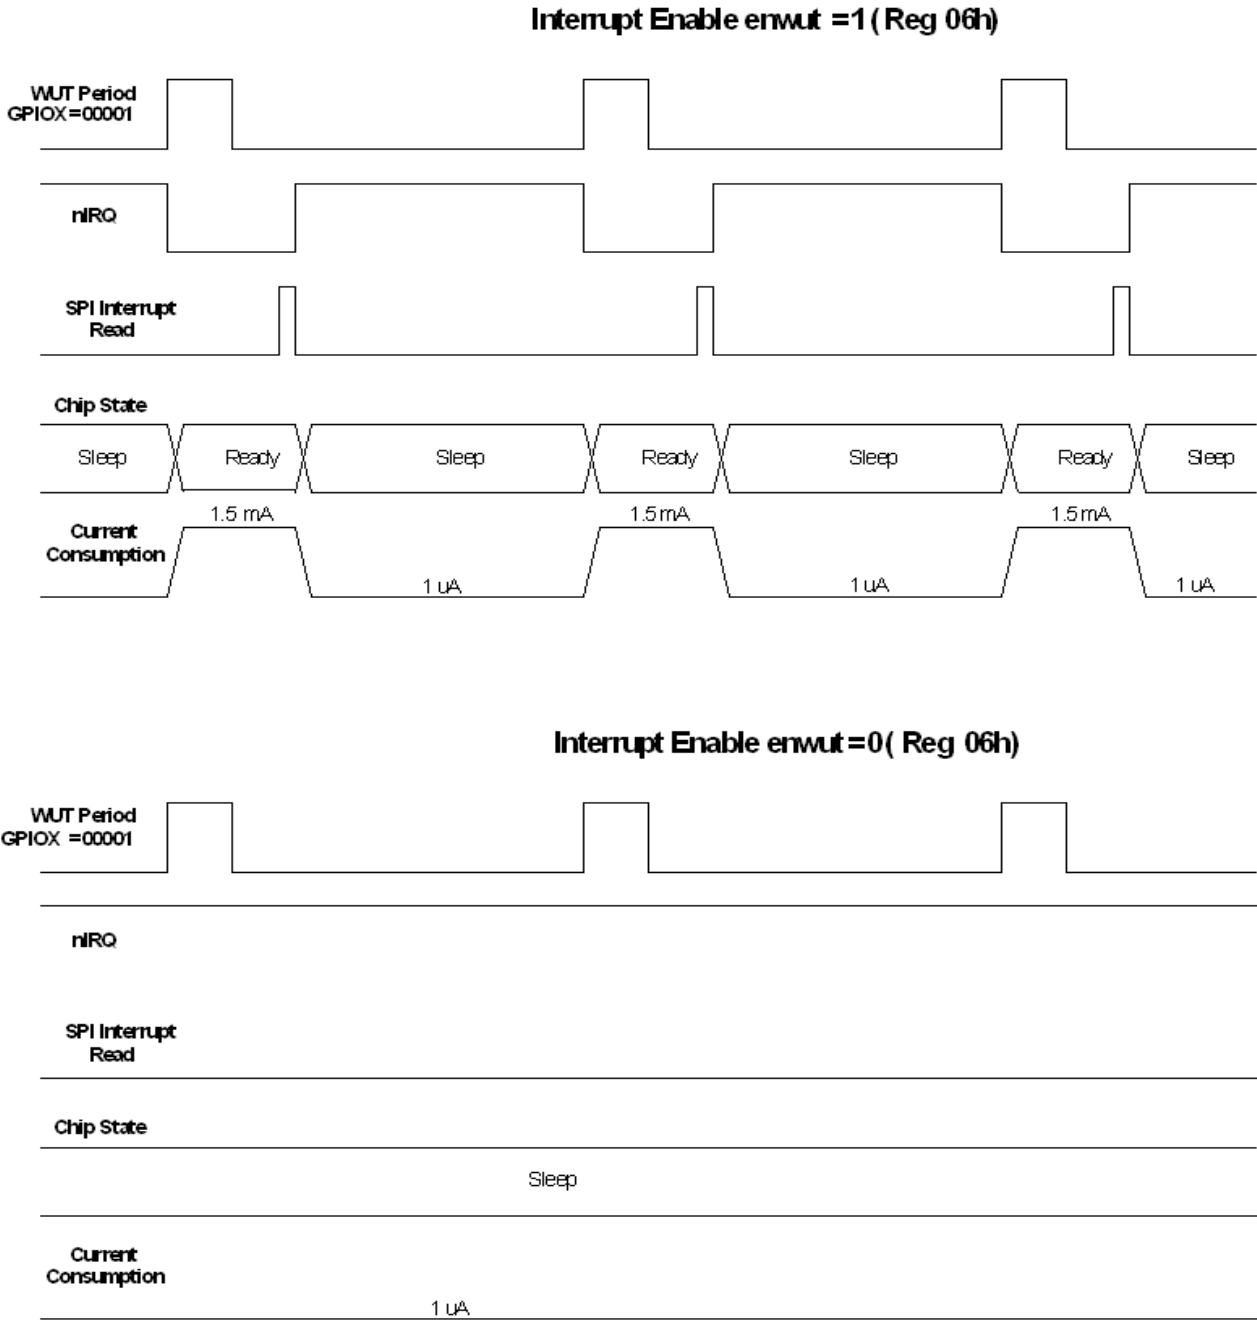 Interrupt Enable enwut =1 ( Reg 06h)
WUT Period
GPIOX=00001
nIRQ
SPI Interrupt
Read
Chip State
Sleep Ready Sleep Ready Sleep Ready Sleep
1.5 mA 1.5 mA 1.5 mA
Current
Consumption
1 uA 1 uA 1 uA
Interrupt Enable enwut=0( Reg 06h)
WUT Period
GPIOX =00001
nIRQ
SPI Interrupt
Read
Chip State
Sleep
Current
Consumption
1 uA